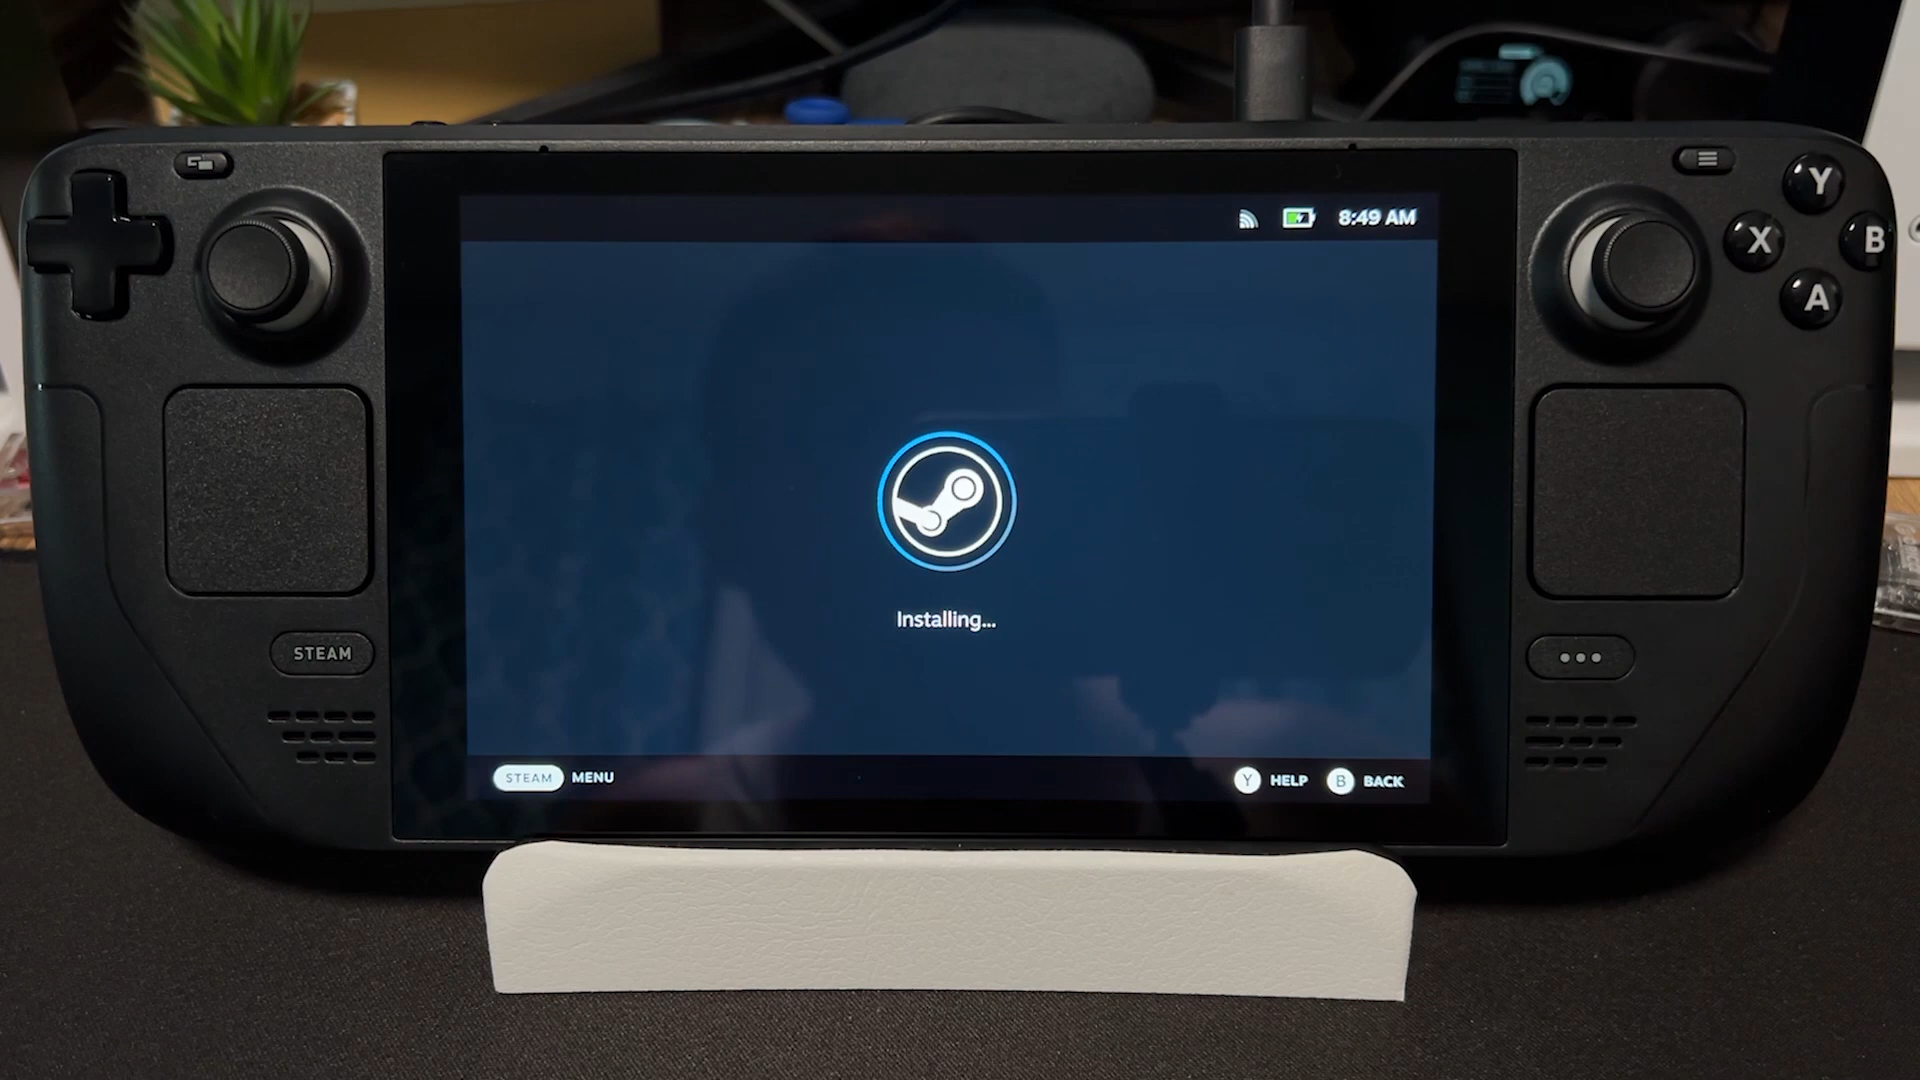 8:49 AM
Y
X
B
A
Installing...
STEAM
STEAM MENU
Y HELP B BACK